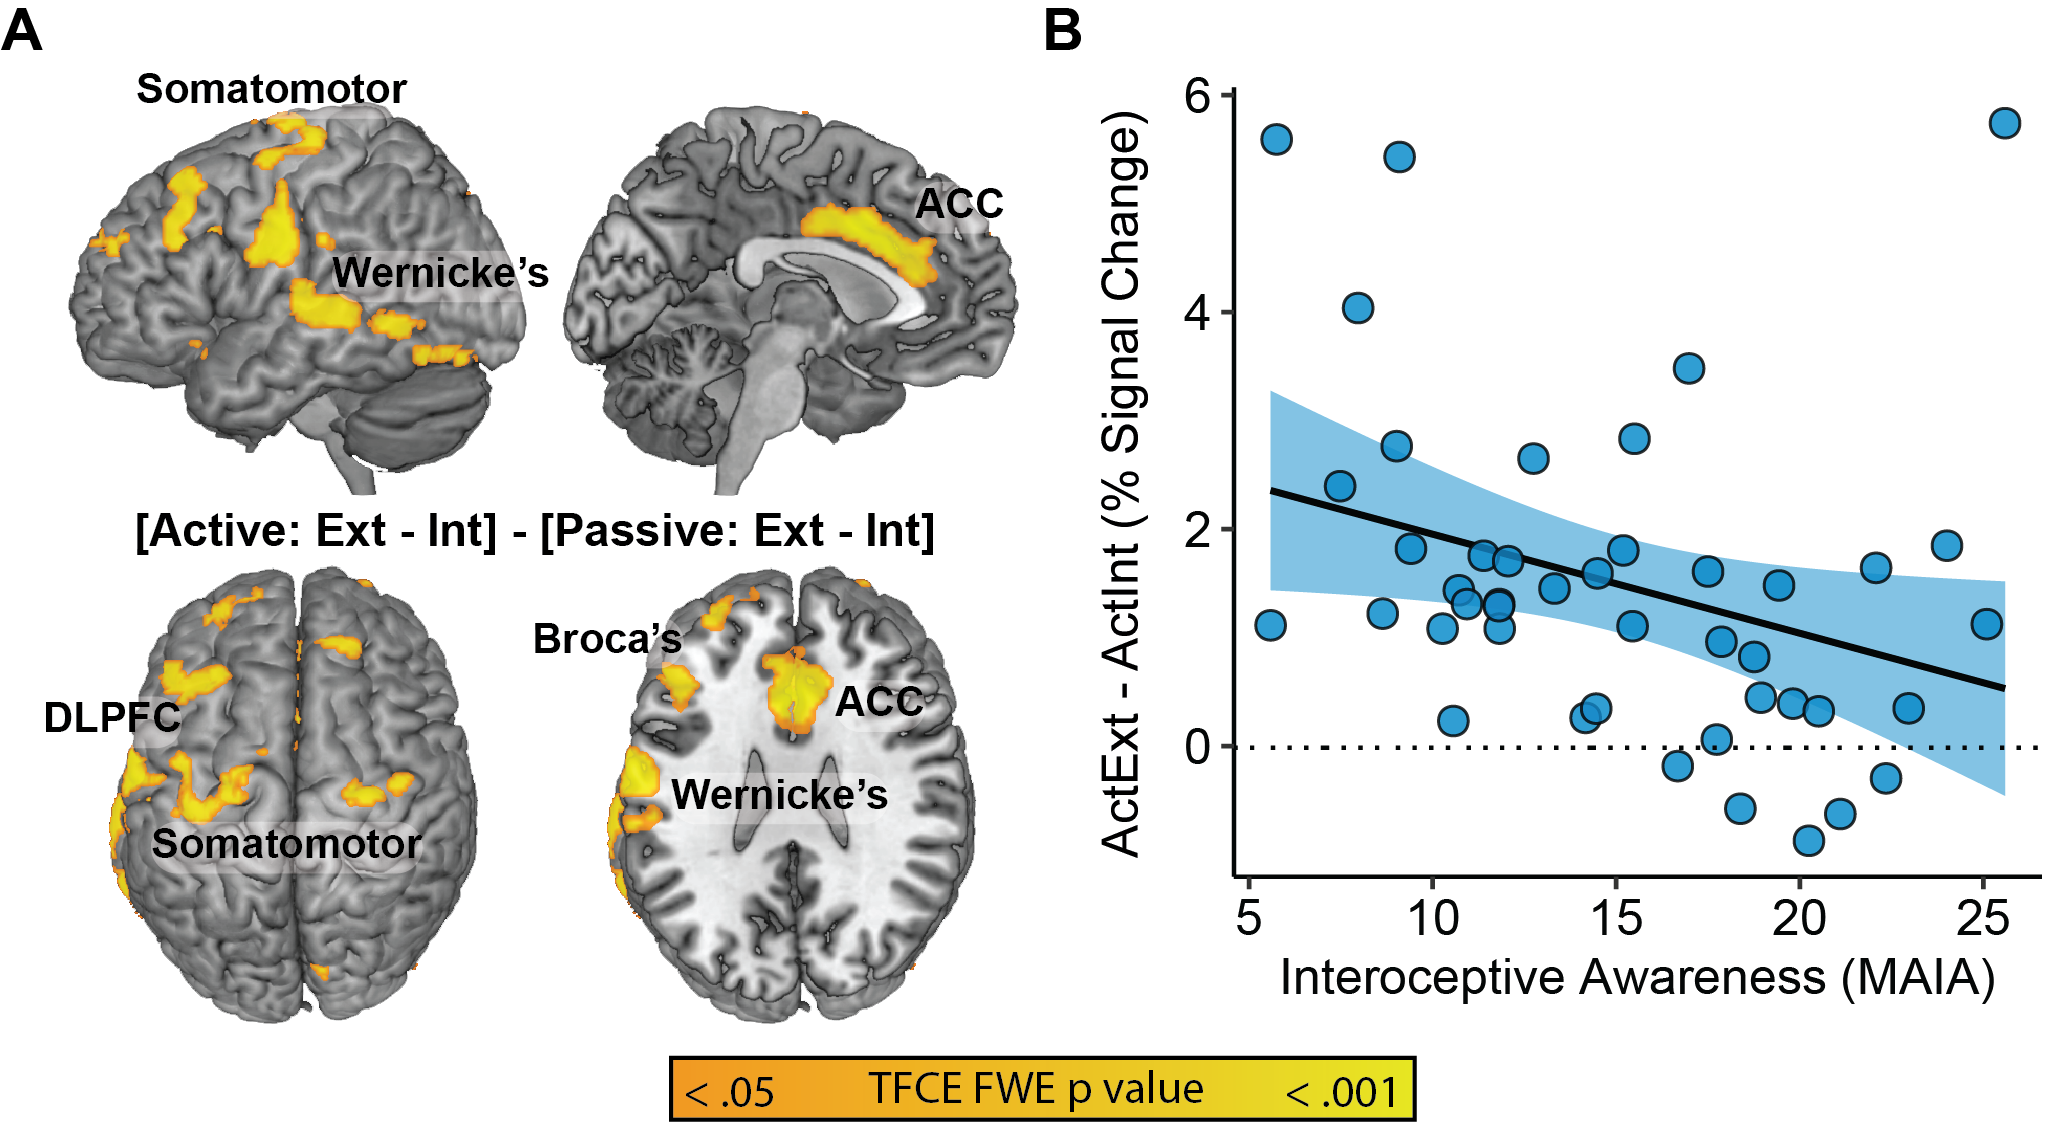 A
Somatomotor
Wernicke's
ACC
[Active: Ext - Int] - [Passive: Ext - Int]
DLPFC
Somatomotor
Broca's
ACC
Wernicke's
B
ActExt - ActInt (% Signal Change)
6
4
2
0
5 10 15 20 25
Interoceptive Awareness (MAIA)
< .05 TFCE FWE p value < .001